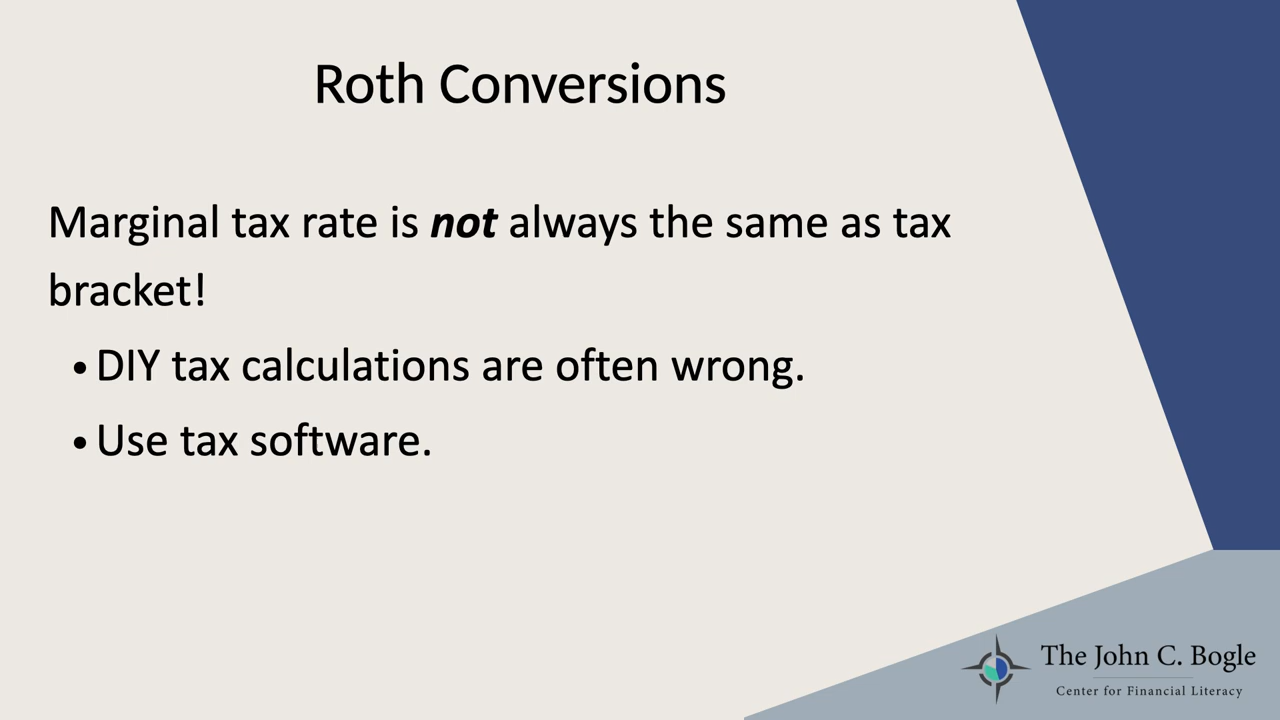 Roth Conversions
Marginal tax rate is not always the same as tax
bracket!
• DIY tax calculations are often wrong.
• Use tax software.
The John C. Bogle
Center for Financial Literacy